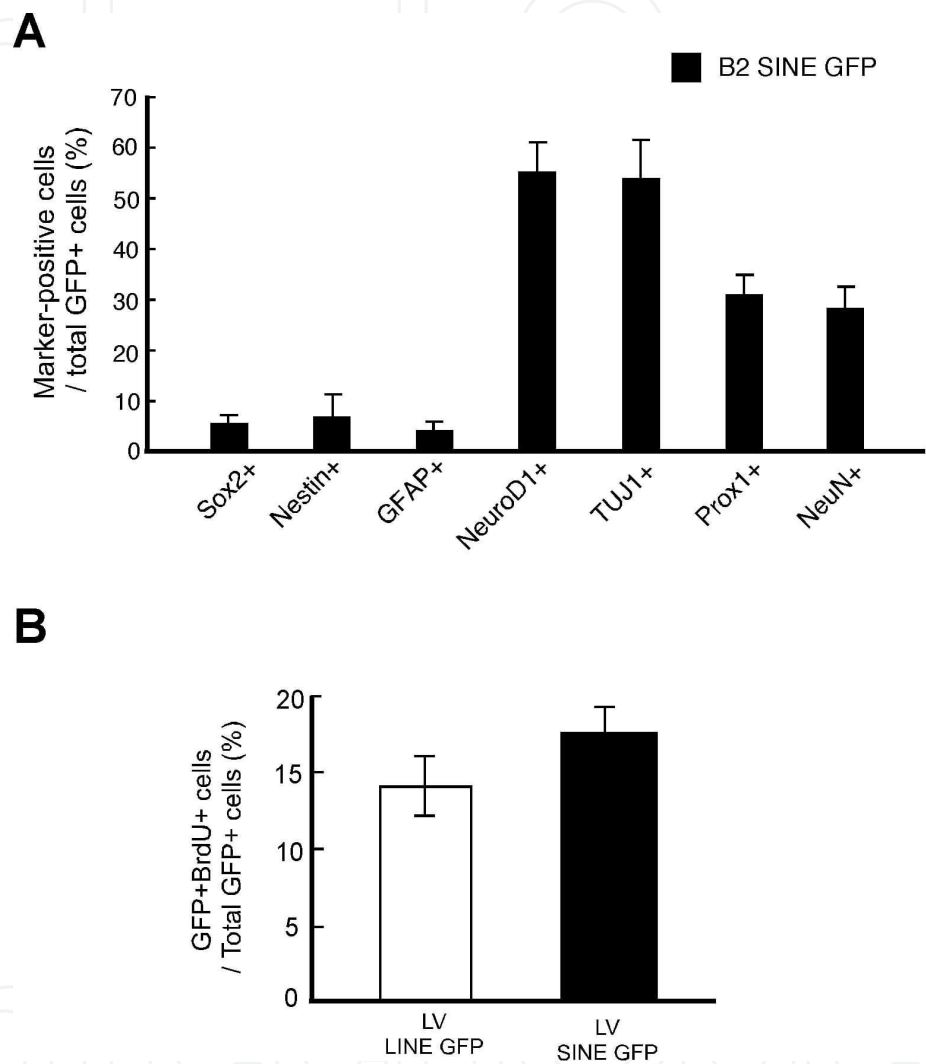 A
B2 SINE GFP
Marker-positive cells
/ total GFP+ cells (%)
70
60
50
40
30
20
10
0
Sox2+
Nestin+
GFAP+
NeuroD1+
TUJ1+
Prox1+
NeuN+
B
GFP+BrdU+ cells
/ Total GFP+ cells (%)
20
15
10
5
0
LV
LINE GFP
LV
SINE GFP